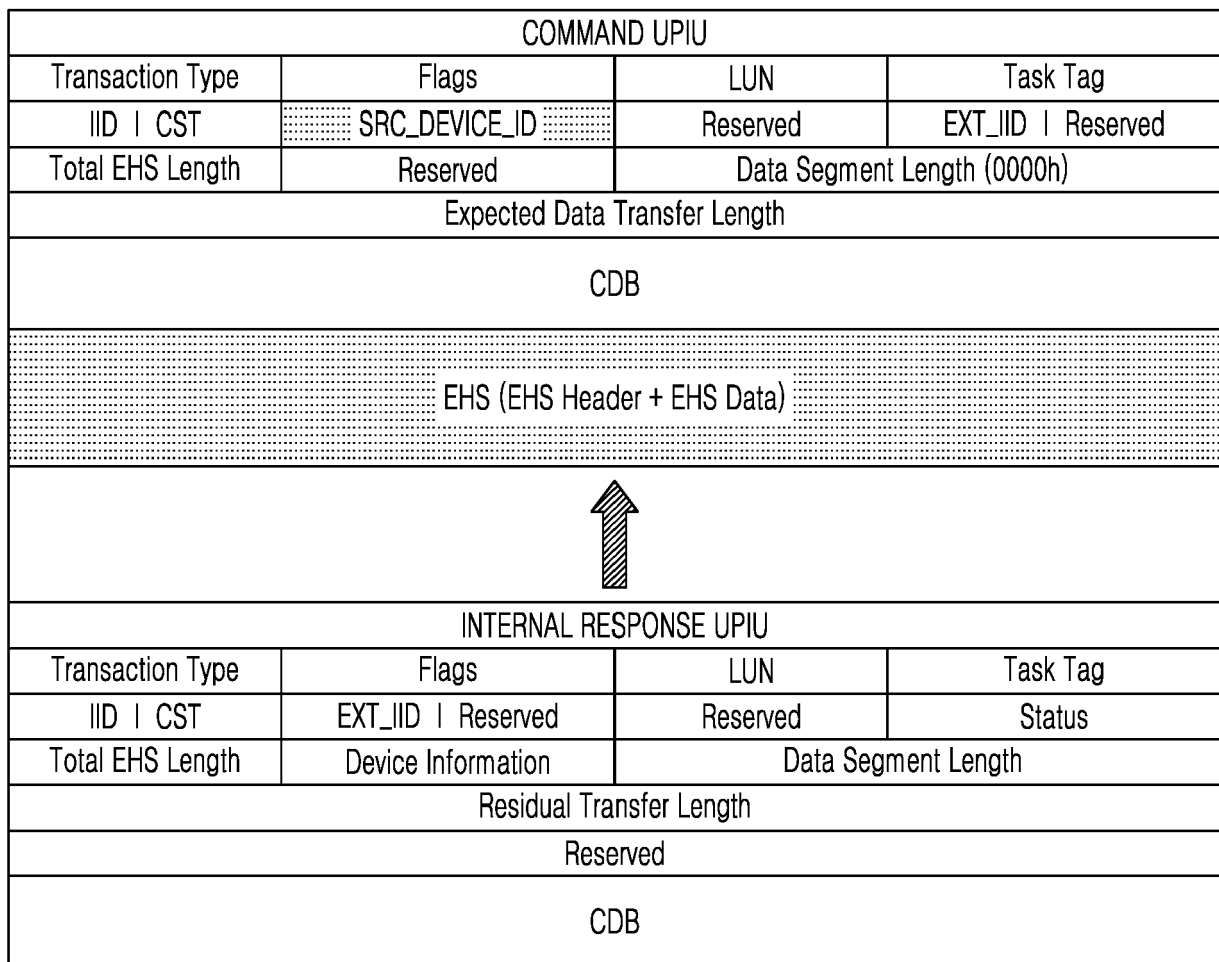 COMMAND UPIU
Transaction Type Flags LUN Task Tag
IID | CST SRC_DEVICE_ID Reserved EXT_IID | Reserved
Total EHS Length Reserved Data Segment Length (0000h)
Expected Data Transfer Length
CDB
EHS (EHS Header + EHS Data)
INTERNAL RESPONSE UPIU
Transaction Type Flags LUN Task Tag
IID | CST EXT_IID | Reserved Reserved Status
Total EHS Length Device Information Data Segment Length
Residual Transfer Length
Reserved
CDB